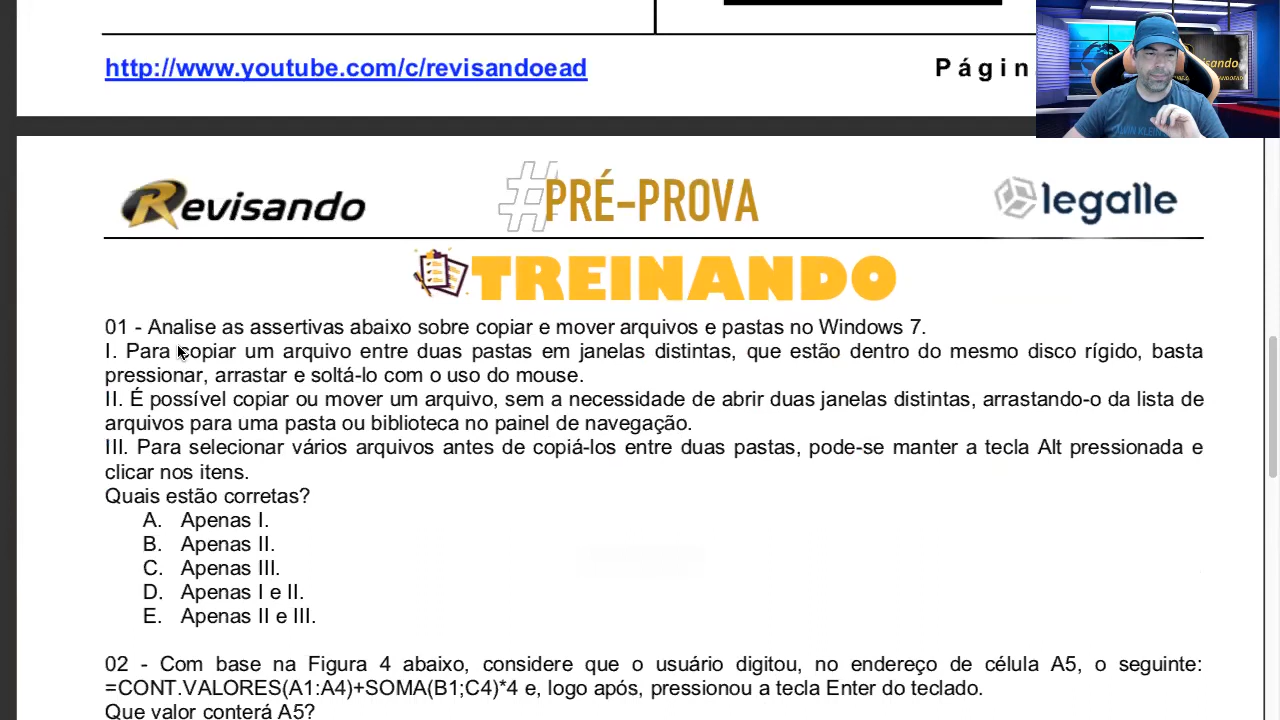 http://www.youtube.com/c/revisandoead
Págin
Revisando
#PRÉ-PROVA
legalle
TREINANDO
01 - Analise as assertivas abaixo sobre copiar e mover arquivos e pastas no Windows 7.
I. Para copiar um arquivo entre duas pastas em janelas distintas, que estão dentro do mesmo disco rígido, basta
pressionar, arrastar e soltá-lo com o uso do mouse.
II. É possível copiar ou mover um arquivo, sem a necessidade de abrir duas janelas distintas, arrastando-o da lista de
arquivos para uma pasta ou biblioteca no painel de navegação.
III. Para selecionar vários arquivos antes de copiá-los entre duas pastas, pode-se manter a tecla Alt pressionada e
clicar nos itens.
Quais estão corretas?
A. Apenas I.
B. Apenas II.
C. Apenas III.
D. Apenas I e II.
E. Apenas II e III.
02 - Com base na Figura 4 abaixo, considere que o usuário digitou, no endereço de célula A5, o seguinte:
=CONT.VALORES(A1:A4)+SOMA(B1;C4)*4 e, logo após, pressionou a tecla Enter do teclado.
Que valor conterá A5?